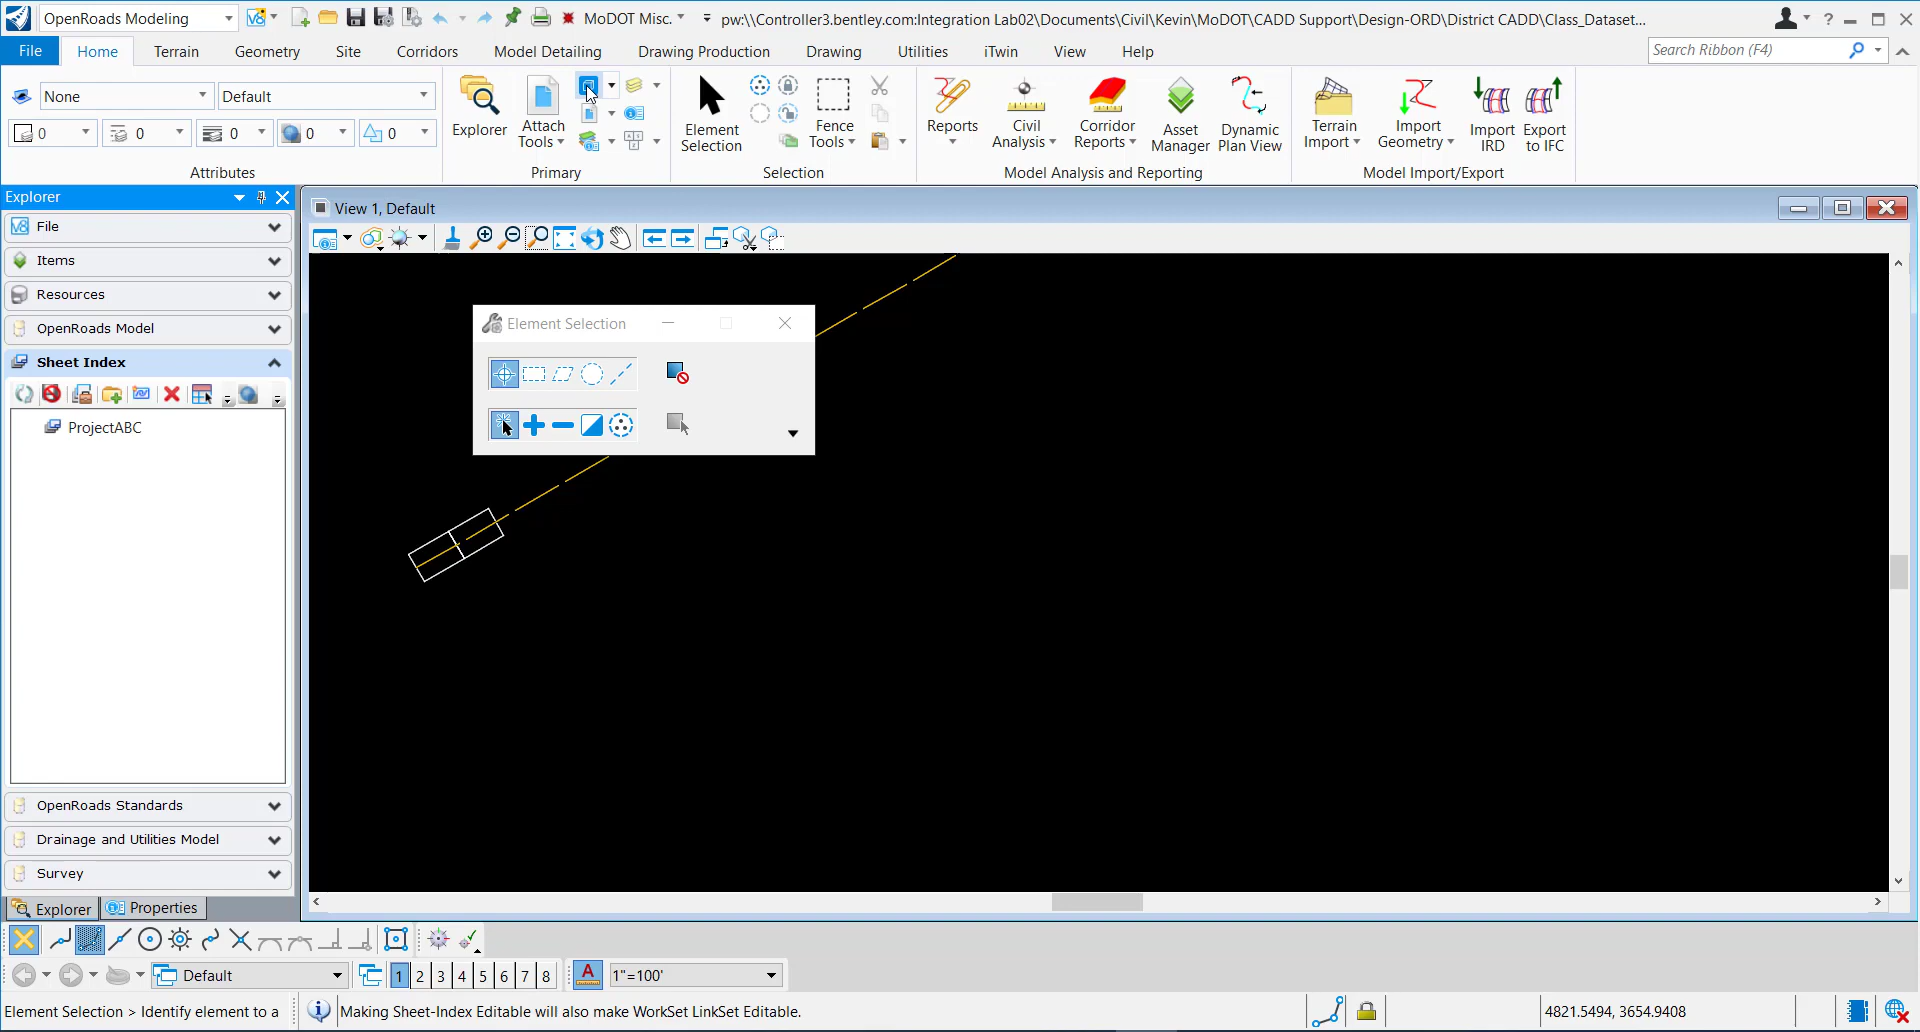 OpenRoads Modeling
MoDOT Misc.
pw:\\Controller3.bentley.com:Integration Lab02\Documents\Civil\Kevin\MoDOT\CADD Support\Design-ORD\District CADD\Class_Dataset...
File
Home
Terrain
Geometry
Site
Corridors
Model Detailing
Drawing Production
Drawing
Utilities
iTwin
View
Help
Search Ribbon (F4)
None
Default
0
0
0
0
0
Attributes
Explorer
Attach Tools
Primary
Element Selection
Fence Tools
Selection
Reports
Civil Analysis
Corridor Reports
Asset Manager
Dynamic Plan View
Model Analysis and Reporting
Terrain Import
Import Geometry
Import IRD
Export to IFC
Model Import/Export
Explorer
File
Items
Resources
OpenRoads Model
Sheet Index
ProjectABC
OpenRoads Standards
Drainage and Utilities Model
Survey
Explorer
Properties
View 1, Default
Element Selection
Default
1 2 3 4 5 6 7 8
A
1"=100'
Element Selection > Identify element to a
Making Sheet-Index Editable will also make WorkSet LinkSet Editable.
4821.5494, 3654.9408